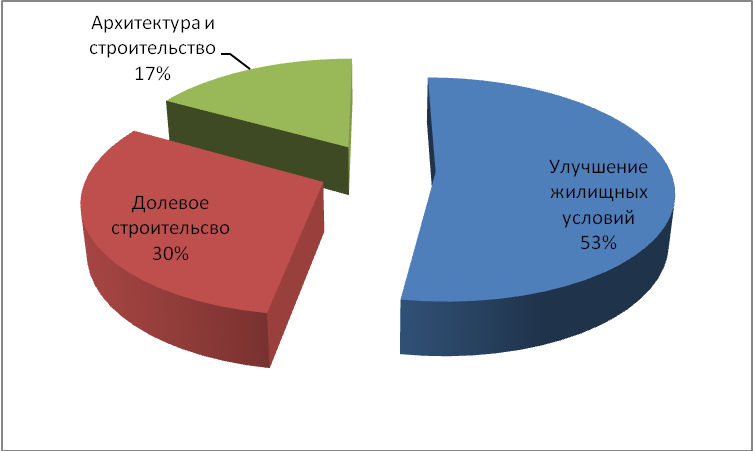 Архитектура и
строительство
17%
Улучшение
жилищных
условий
53%
Долевое
строительсво
30%